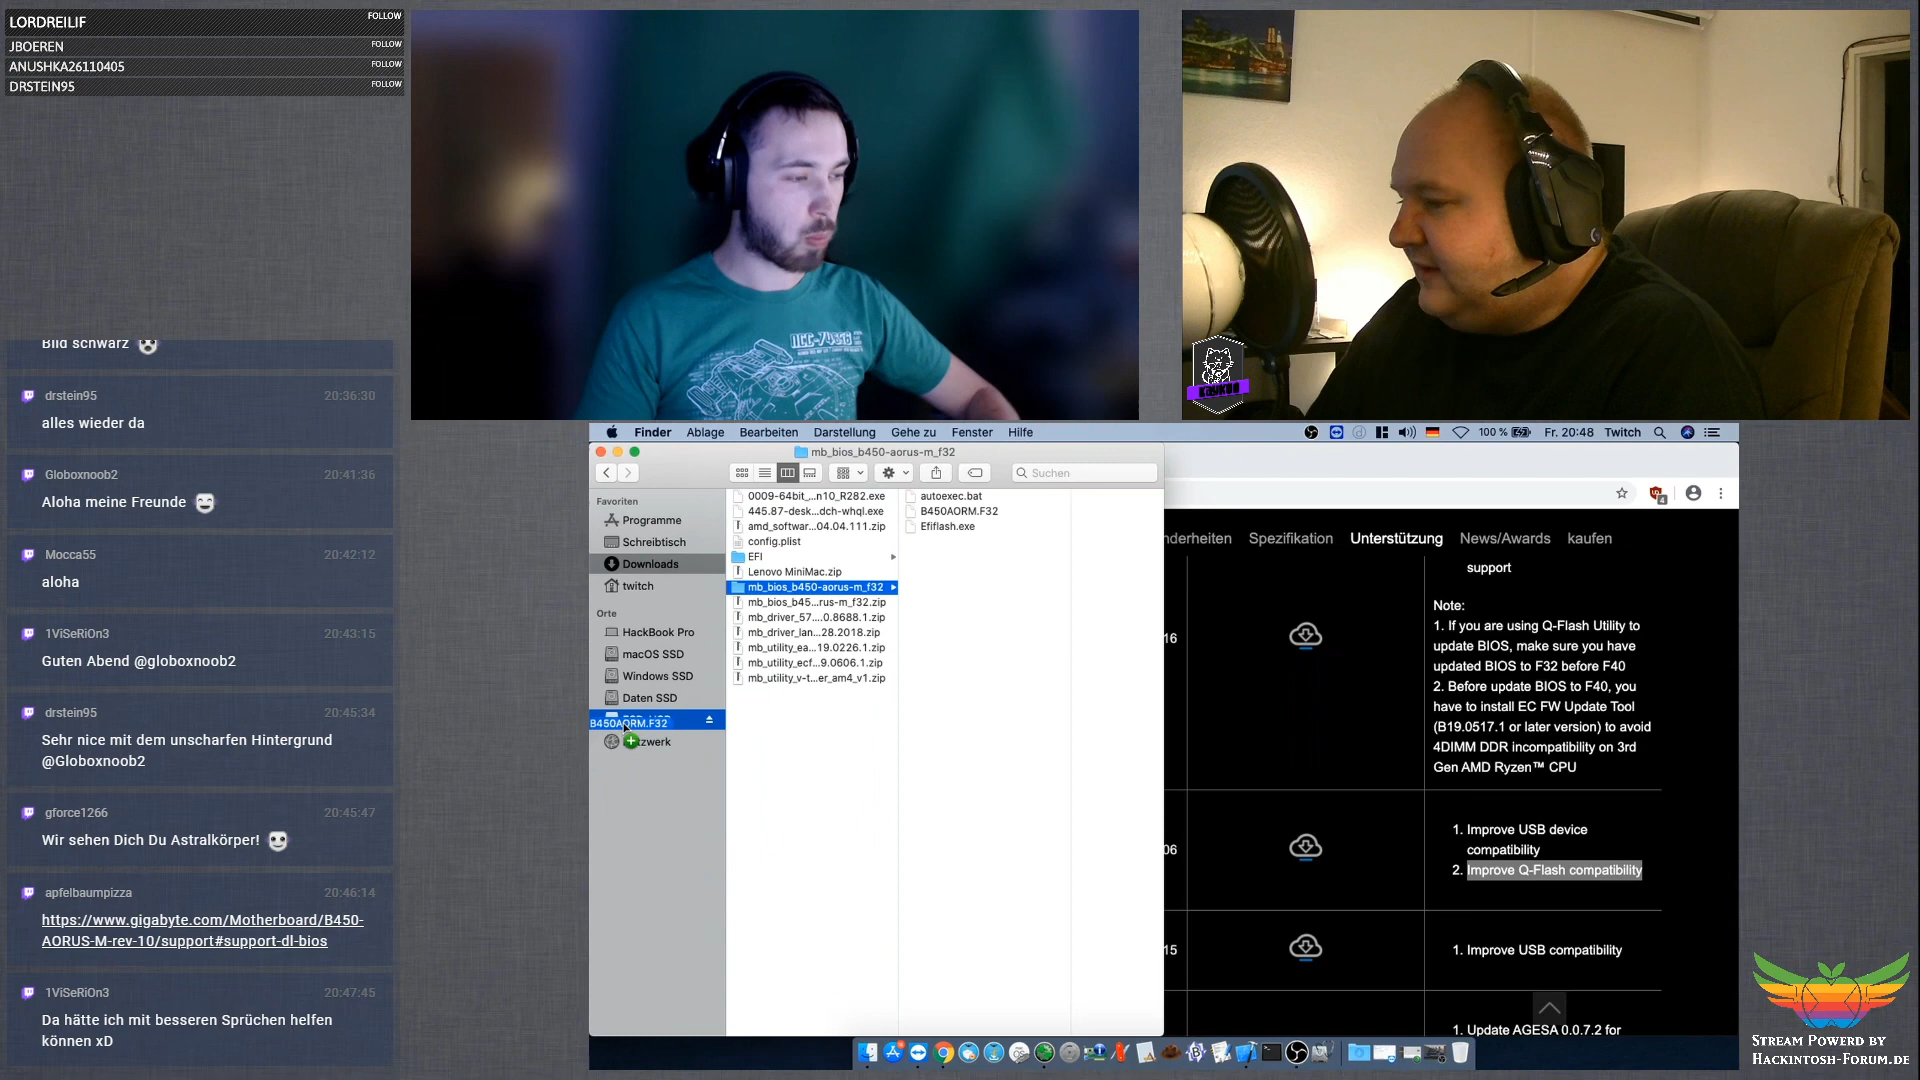 LORDREILIF FOLLOW
JBOEREN FOLLOW
ANUSHKA26110405 FOLLOW
DRSTEIN95 FOLLOW
Bild schwarz
drstein95 20:36:30
alles wieder da
Globoxnoob2 20:41:36
Aloha meine Freunde
Mocca55 20:42:12
aloha
1ViSeRiOn3 20:43:15
Guten Abend @globoxnoob2
drstein95 20:45:34
Sehr nice mit dem unscharfen Hintergrund
@Globoxnoob2
gforce1266 20:45:47
Wir sehen Dich Du Astralkörper!
apfelbaumpizza 20:46:14
https://www.gigabyte.com/Motherboard/B450-
AORUS-M-rev-10/support#support-dl-bios
1ViSeRiOn3 20:47:45
Da hätte ich mit besseren Sprüchen helfen
können xD
Finder Ablage Bearbeiten Darstellung Gehe zu Fenster Hilfe 100 % Fr. 20:48 Twitch
mb_bios_b450-aorus-m_f32
Suchen
Favoriten
Programme
Schreibtisch
Downloads
twitch
Orte
HackBook Pro
macOS SSD
Windows SSD
Daten SSD
B450AORM.F32
0009-64bit_...n10_R282.exe
445.87-desk...dch-whql.exe
amd_softwar...04.04.111.zip
config.plist
EFI
Lenovo MiniMac.zip
mb_bios_b450-aorus-m_f32
mb_bios_b45...rus-m_f32.zip
mb_driver_57....0.8688.1.zip
mb_driver_lan...28.2018.zip
mb_utility_ea...19.0226.1.zip
mb_utility_ecf...9.0606.1.zip
mb_utility_v-t...er_am4_v1.zip
autoexec.bat
B450AORM.F32
Efiflash.exe
nderheiten Spezifikation Unterstützung News/Awards kaufen
support
Note:
1. If you are using Q-Flash Utility to
update BIOS, make sure you have
updated BIOS to F32 before F40
2. Before update BIOS to F40, you
have to install EC FW Update Tool
(B19.0517.1 or later version) to avoid
4DIMM DDR incompatibility on 3rd
Gen AMD Ryzen™ CPU
16
06
1. Improve USB device
compatibility
2. Improve Q-Flash compatibility
15
1. Improve USB compatibility
1. Update AGESA 0.0.7.2 for
STREAM POWERD BY
HACKINTOSH-FORUM.DE